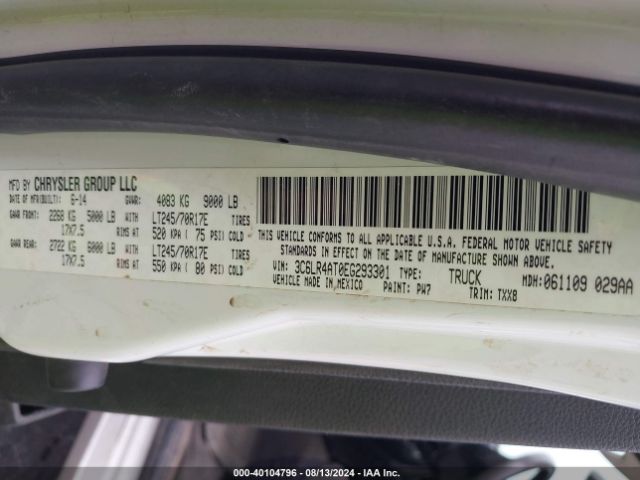 MFD BY CHRYSLER GROUP LLC
DATE OF MFR(BUILT): 6-14 GVWR: 4083 KG 9000 LB
GAWR FRONT: 2268 KG 5000 LB WITH LT245/70R17E TIRES
17X7.5 RIMS AT 520 KPA ( 75 PSI) COLD
GAWR REAR: 2722 KG 6000 LB WITH LT245/70R17E TIRES
17X7.5 RIMS AT 550 KPA ( 80 PSI) COLD
THIS VEHICLE CONFORMS TO ALL APPLICABLE U.S.A. FEDERAL MOTOR VEHICLE SAFETY
STANDARDS IN EFFECT ON THE DATE OF MANUFACTURE SHOWN ABOVE.
VIN: 3C6LR4AT0EG293301 TYPE: TRUCK MDH:061109 029AA
VEHICLE MADE IN MEXICO PAINT: PW7 TRIM: TXX8
000-40104796 - 08/13/2024 - IAA Inc.